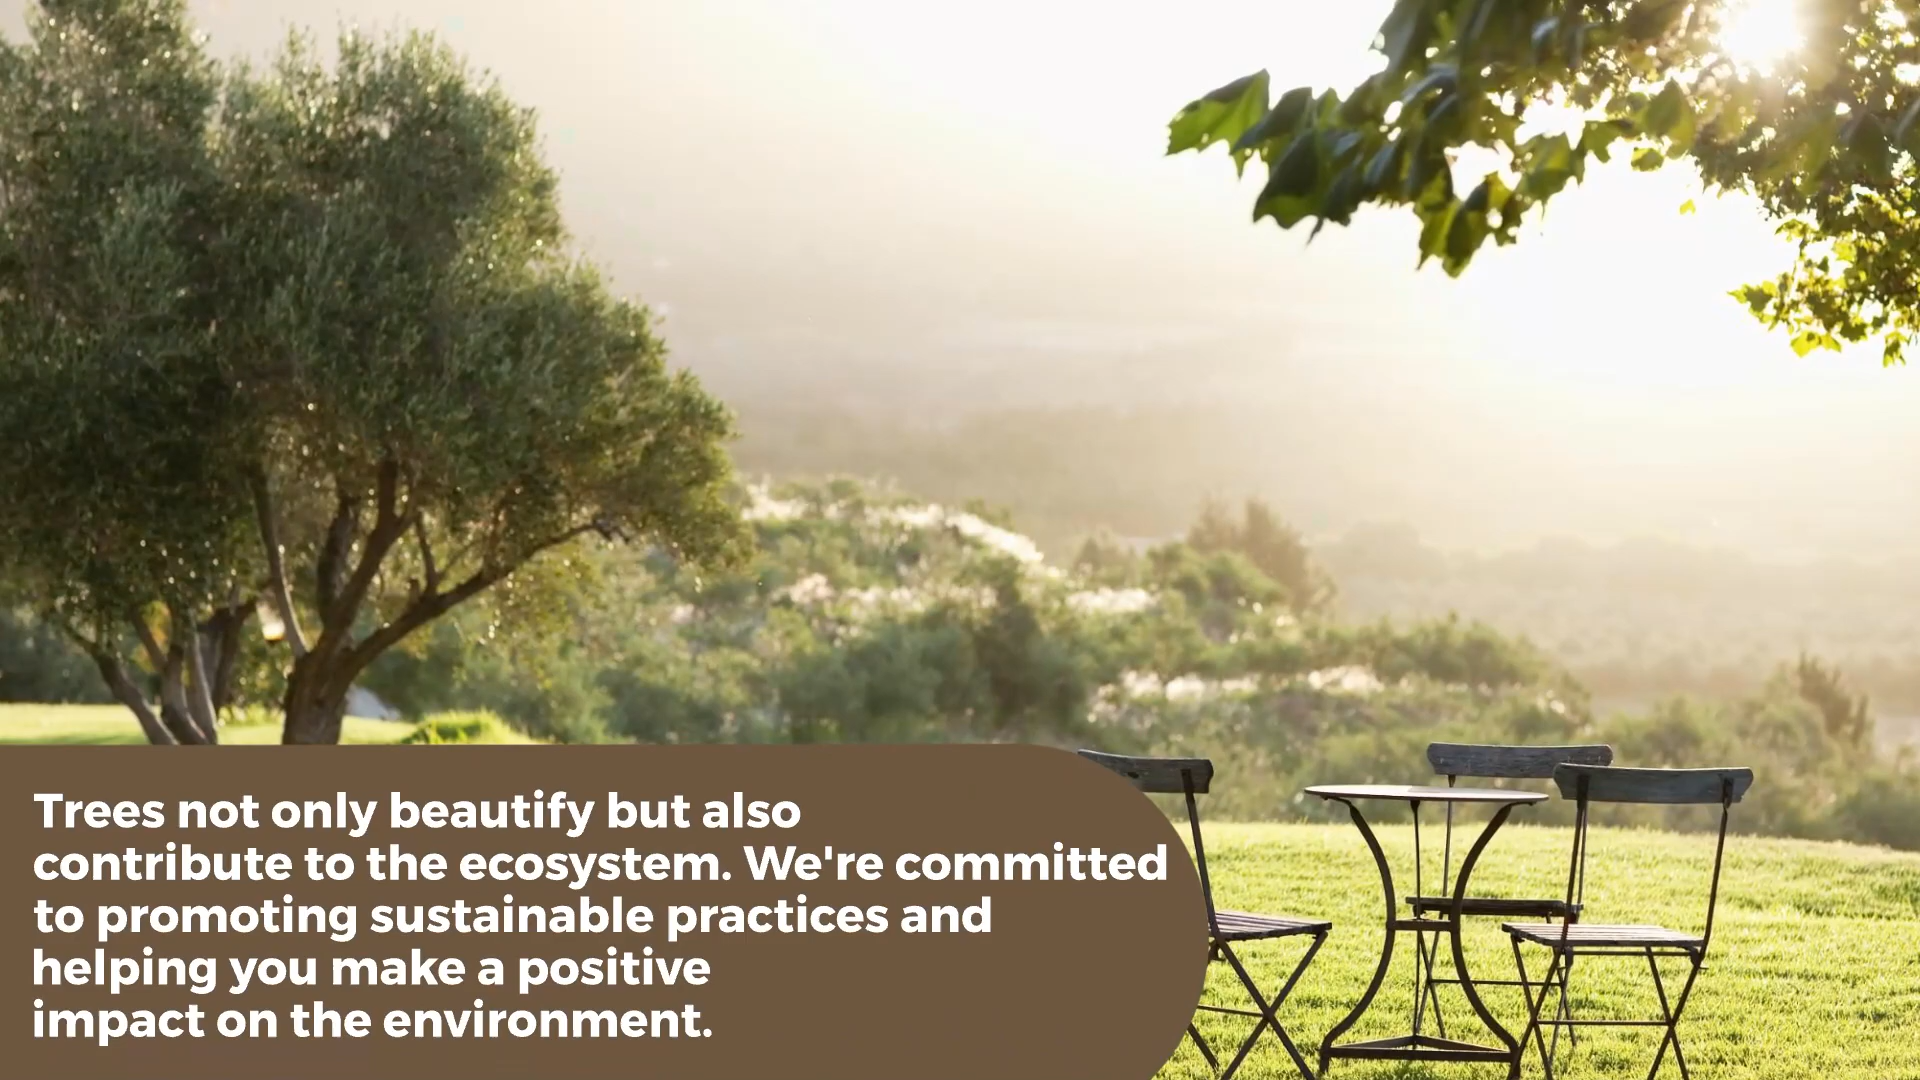 Trees not only beautify but also
contribute to the ecosystem. We're committed
to promoting sustainable practices and
helping you make a positive
impact on the environment.